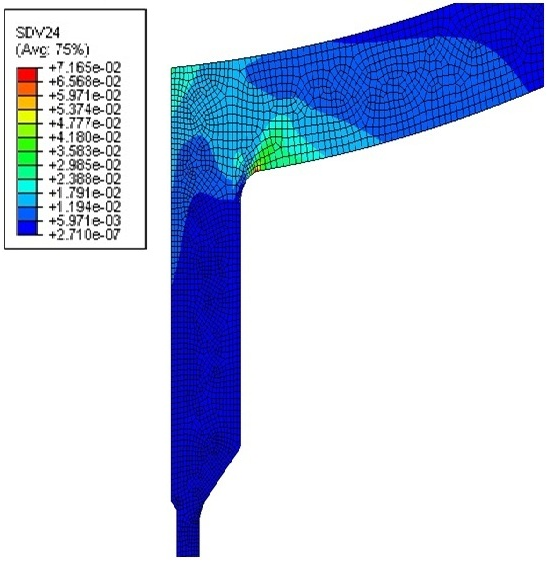 SDV24
(Avg: 75%)
+7.165e-02
+6.568e-02
+5.971e-02
+5.374e-02
+4.777e-02
+4.180e-02
+3.583e-02
+2.985e-02
+2.388e-02
+1.791e-02
+1.194e-02
+5.971e-03
+2.710e-07